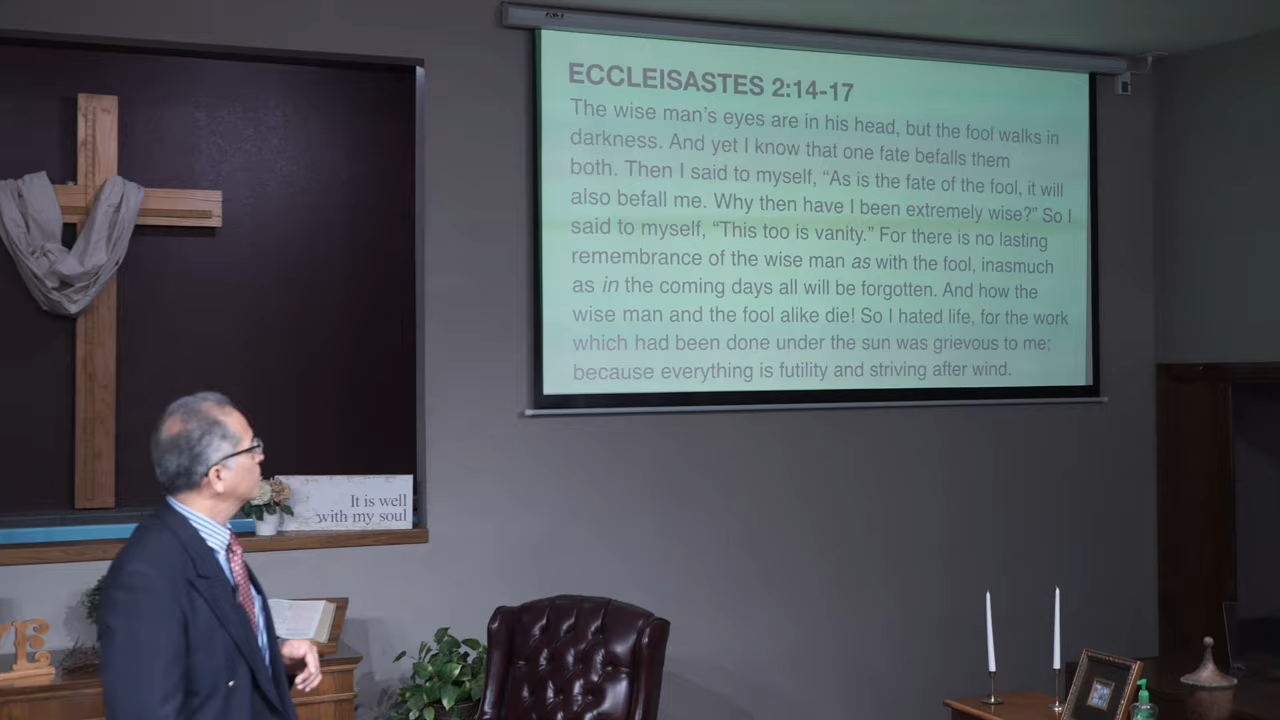 ECCLEISASTES 2:14-17
The wise man's eyes are in his head, but the fool walks in
darkness. And yet I know that one fate befalls them
both. Then I said to myself, “As is the fate of the fool, it will
also befall me. Why then have I been extremely wise?” So I
said to myself, “This too is vanity.” For there is no lasting
remembrance of the wise man as with the fool, inasmuch
as in the coming days all will be forgotten. And how the
wise man and the fool alike die! So I hated life, for the work
which had been done under the sun was grievous to me;
because everything is futility and striving after wind.
It is well
with my soul